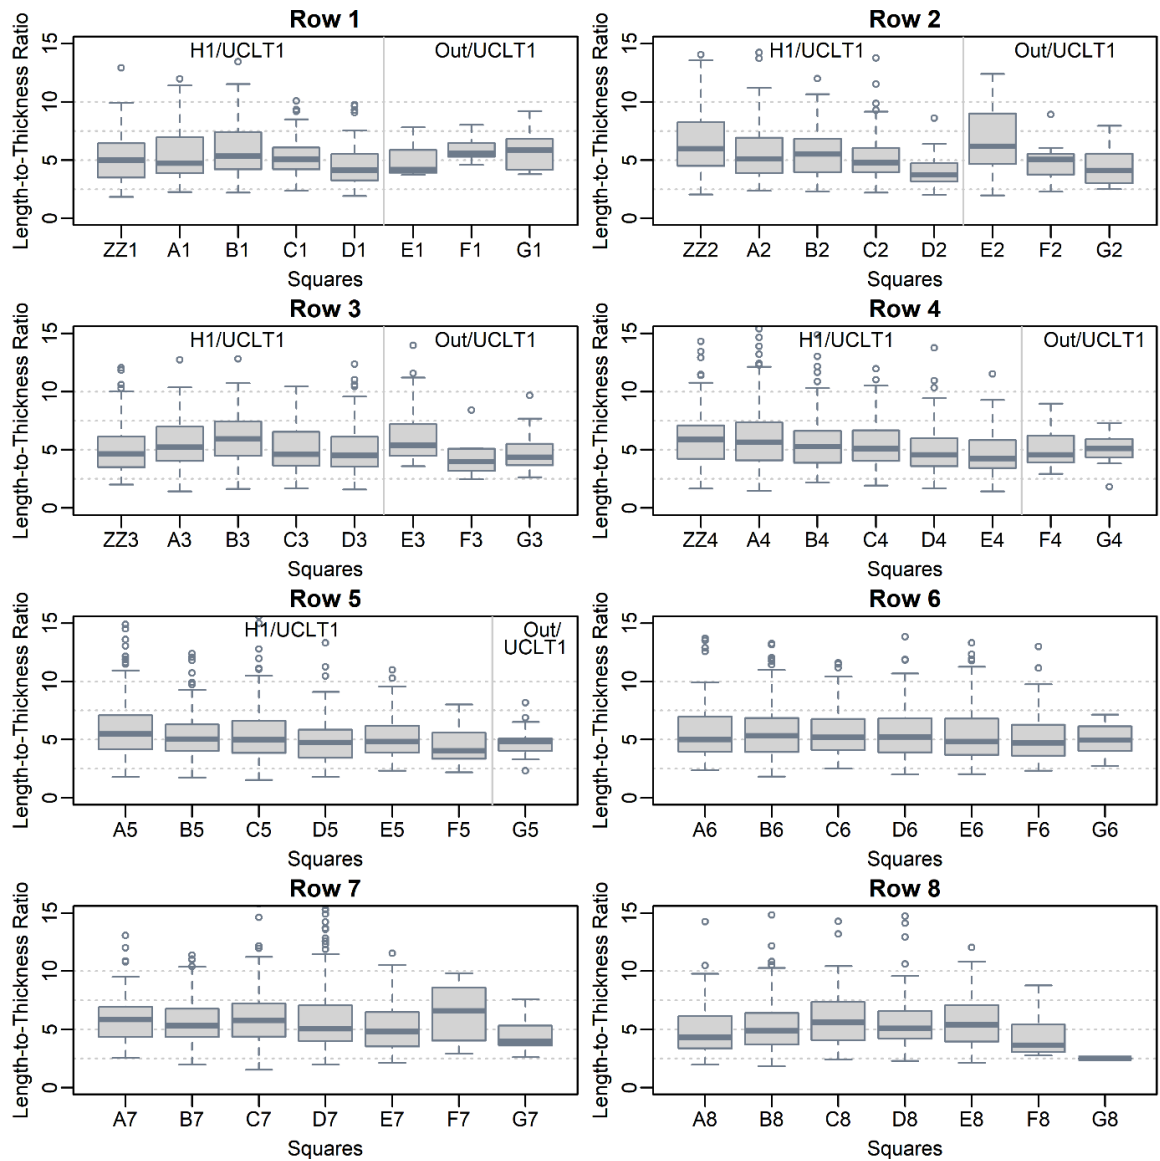 Row 1
Length-to-Thickness Ratio
15
10
5
0
H1/UCLT1
Out/UCLT1
ZZ1 A1 B1 C1 D1 E1 F1 G1
Squares
Row 2
Length-to-Thickness Ratio
15
10
5
0
H1/UCLT1
Out/UCLT1
ZZ2 A2 B2 C2 D2 E2 F2 G2
Squares
Row 3
Length-to-Thickness Ratio
15
10
5
0
H1/UCLT1
Out/UCLT1
ZZ3 A3 B3 C3 D3 E3 F3 G3
Squares
Row 4
Length-to-Thickness Ratio
15
10
5
0
H1/UCLT1
Out/UCLT1
ZZ4 A4 B4 C4 D4 E4 F4 G4
Squares
Row 5
Length-to-Thickness Ratio
15
10
5
0
H1/UCLT1
Out/
UCLT1
A5 B5 C5 D5 E5 F5 G5
Squares
Row 6
Length-to-Thickness Ratio
15
10
5
0
A6 B6 C6 D6 E6 F6 G6
Squares
Row 7
Length-to-Thickness Ratio
15
10
5
0
A7 B7 C7 D7 E7 F7 G7
Squares
Row 8
Length-to-Thickness Ratio
15
10
5
0
A8 B8 C8 D8 E8 F8 G8
Squares